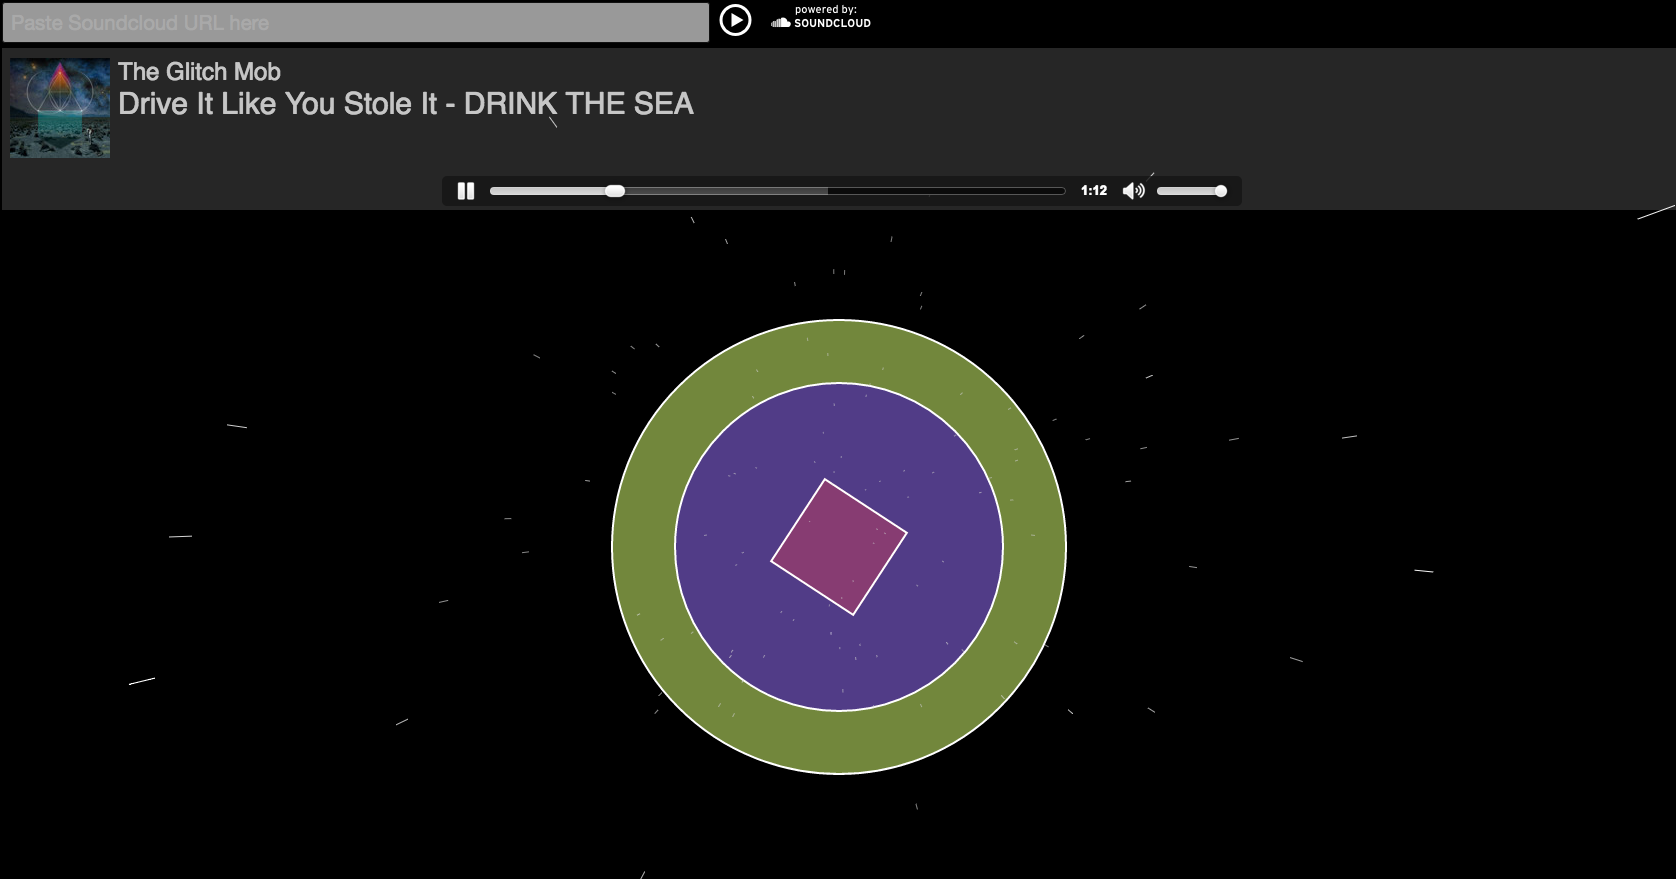 Paste Soundcloud URL here
powered by:
SOUNDCLOUD
The Glitch Mob
Drive It Like You Stole It - DRINK THE SEA
1:12